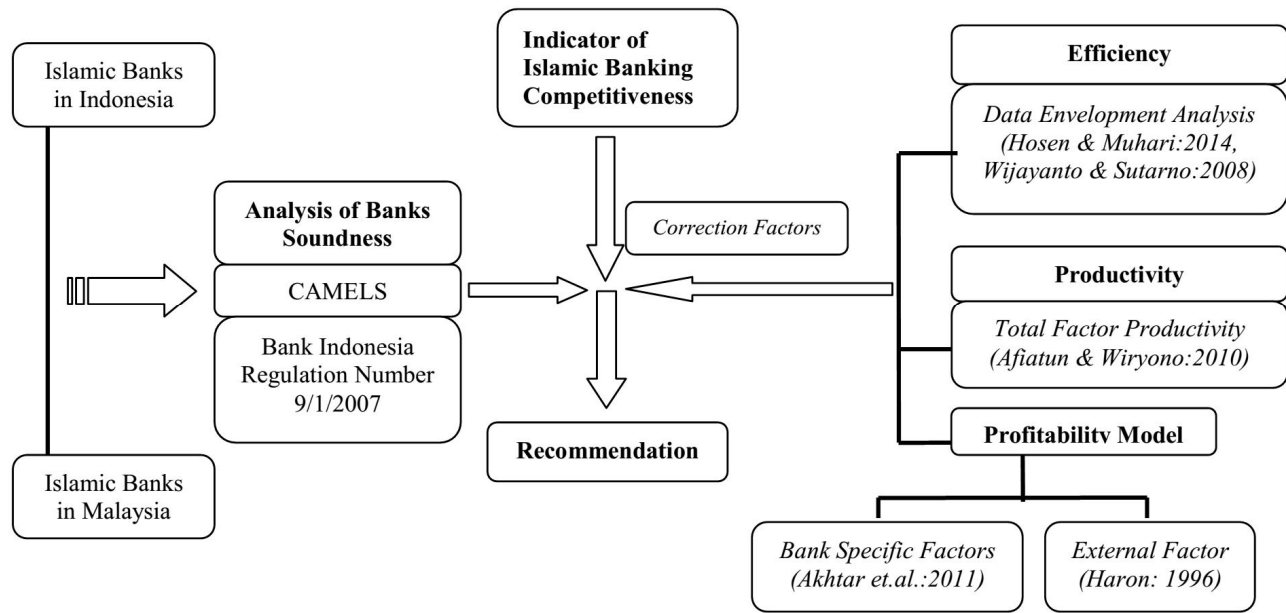 Islamic Banks
in Indonesia
Islamic Banks
in Malaysia
Analysis of Banks
Soundness
CAMELS
Bank Indonesia
Regulation Number
9/1/2007
Indicator of
Islamic Banking
Competitiveness
Correction Factors
Recommendation
Efficiency
Data Envelopment Analysis
(Hosen & Muhari:2014,
Wijayanto & Sutarno:2008)
Productivity
Total Factor Productivity
(Afiatun & Wiryono:2010)
Profitability Model
Bank Specific Factors
(Akhtar et.al.:2011)
External Factor
(Haron: 1996)